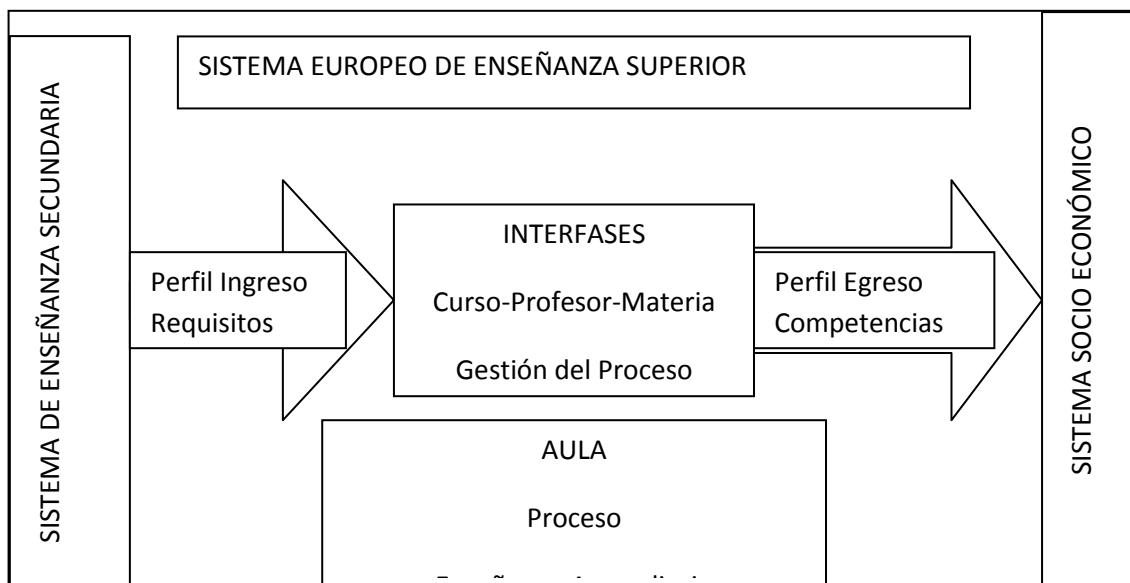 SISTEMA EUROPEO DE ENSEÑANZA SUPERIOR
SISTEMA DE ENSEÑANZA SECUNDARIA
Perfil Ingreso
Requisitos
INTERFASES
Curso-Profesor-Materia
Gestión del Proceso
Perfil Egreso
Competencias
SISTEMA SOCIO ECONÓMICO
AULA
Proceso